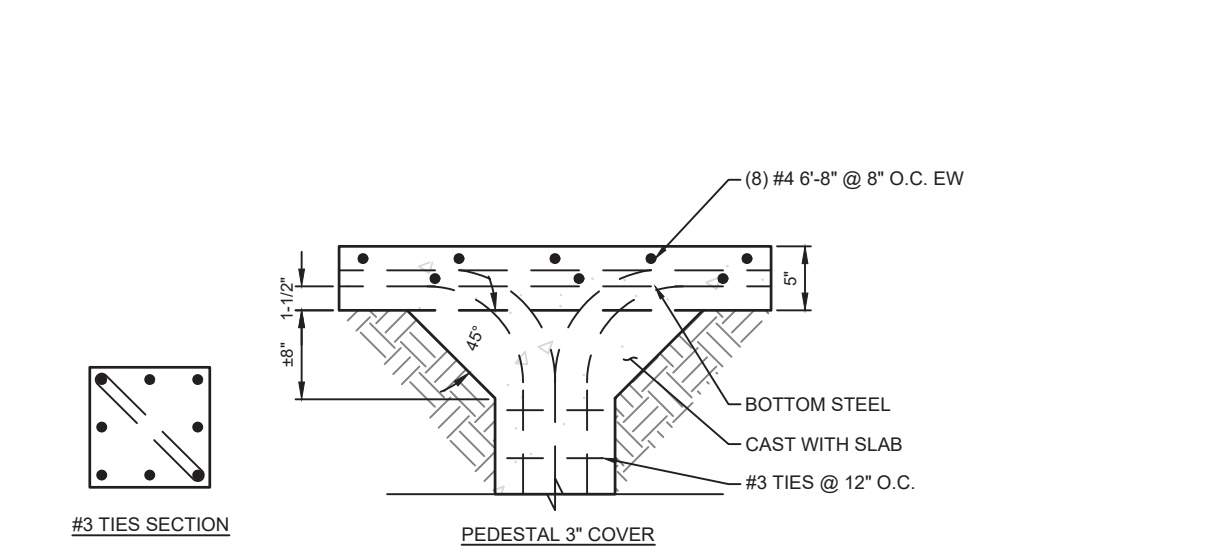 (8) #4 6'-8" @ 8" O.C. EW
5"
1-1/2"
±8"
45°
BOTTOM STEEL
CAST WITH SLAB
#3 TIES @ 12" O.C.
#3 TIES SECTION
PEDESTAL 3" COVER